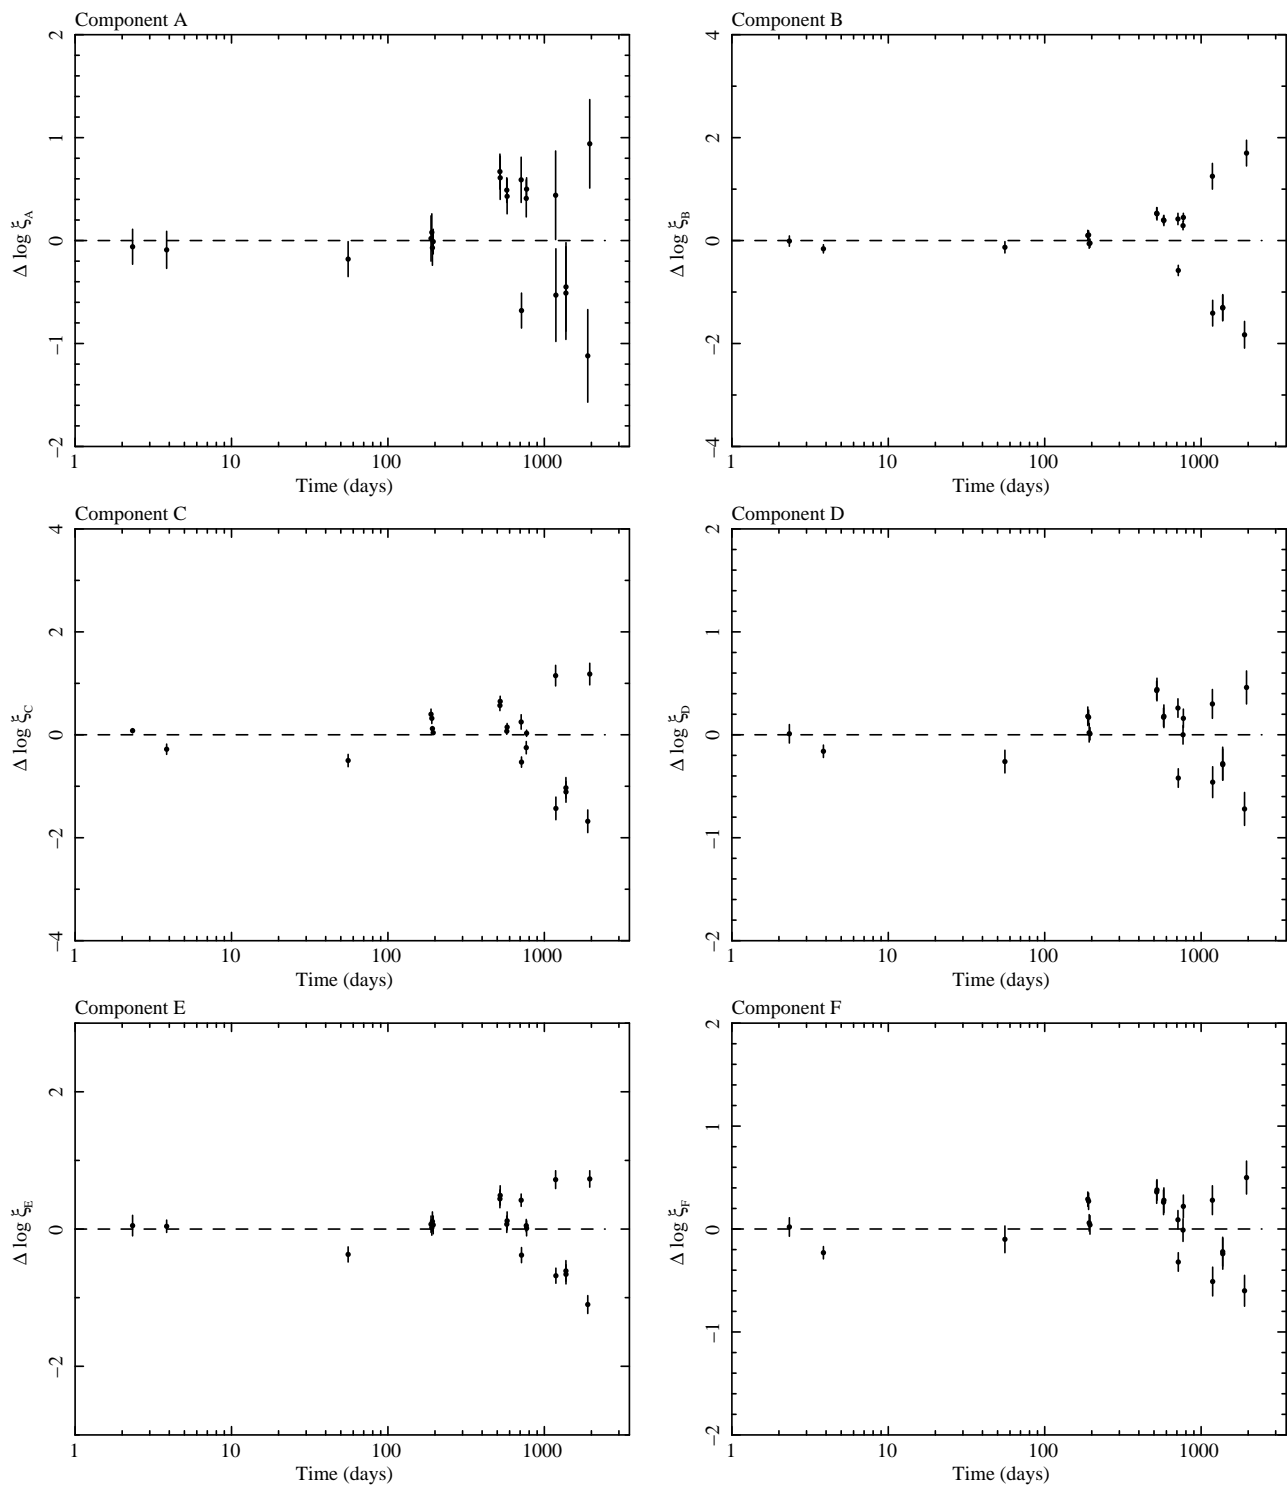 Component A
2
1
0
−1
−2
Δ log ξA
1 10 100 1000
Time (days)
Component B
4
2
0
−2
−4
Δ log ξB
1 10 100 1000
Time (days)
Component C
4
2
0
−2
−4
Δ log ξC
1 10 100 1000
Time (days)
Component D
2
1
0
−1
−2
Δ log ξD
1 10 100 1000
Time (days)
Component E
2
0
−2
Δ log ξE
1 10 100 1000
Time (days)
Component F
2
1
0
−1
−2
Δ log ξF
1 10 100 1000
Time (days)